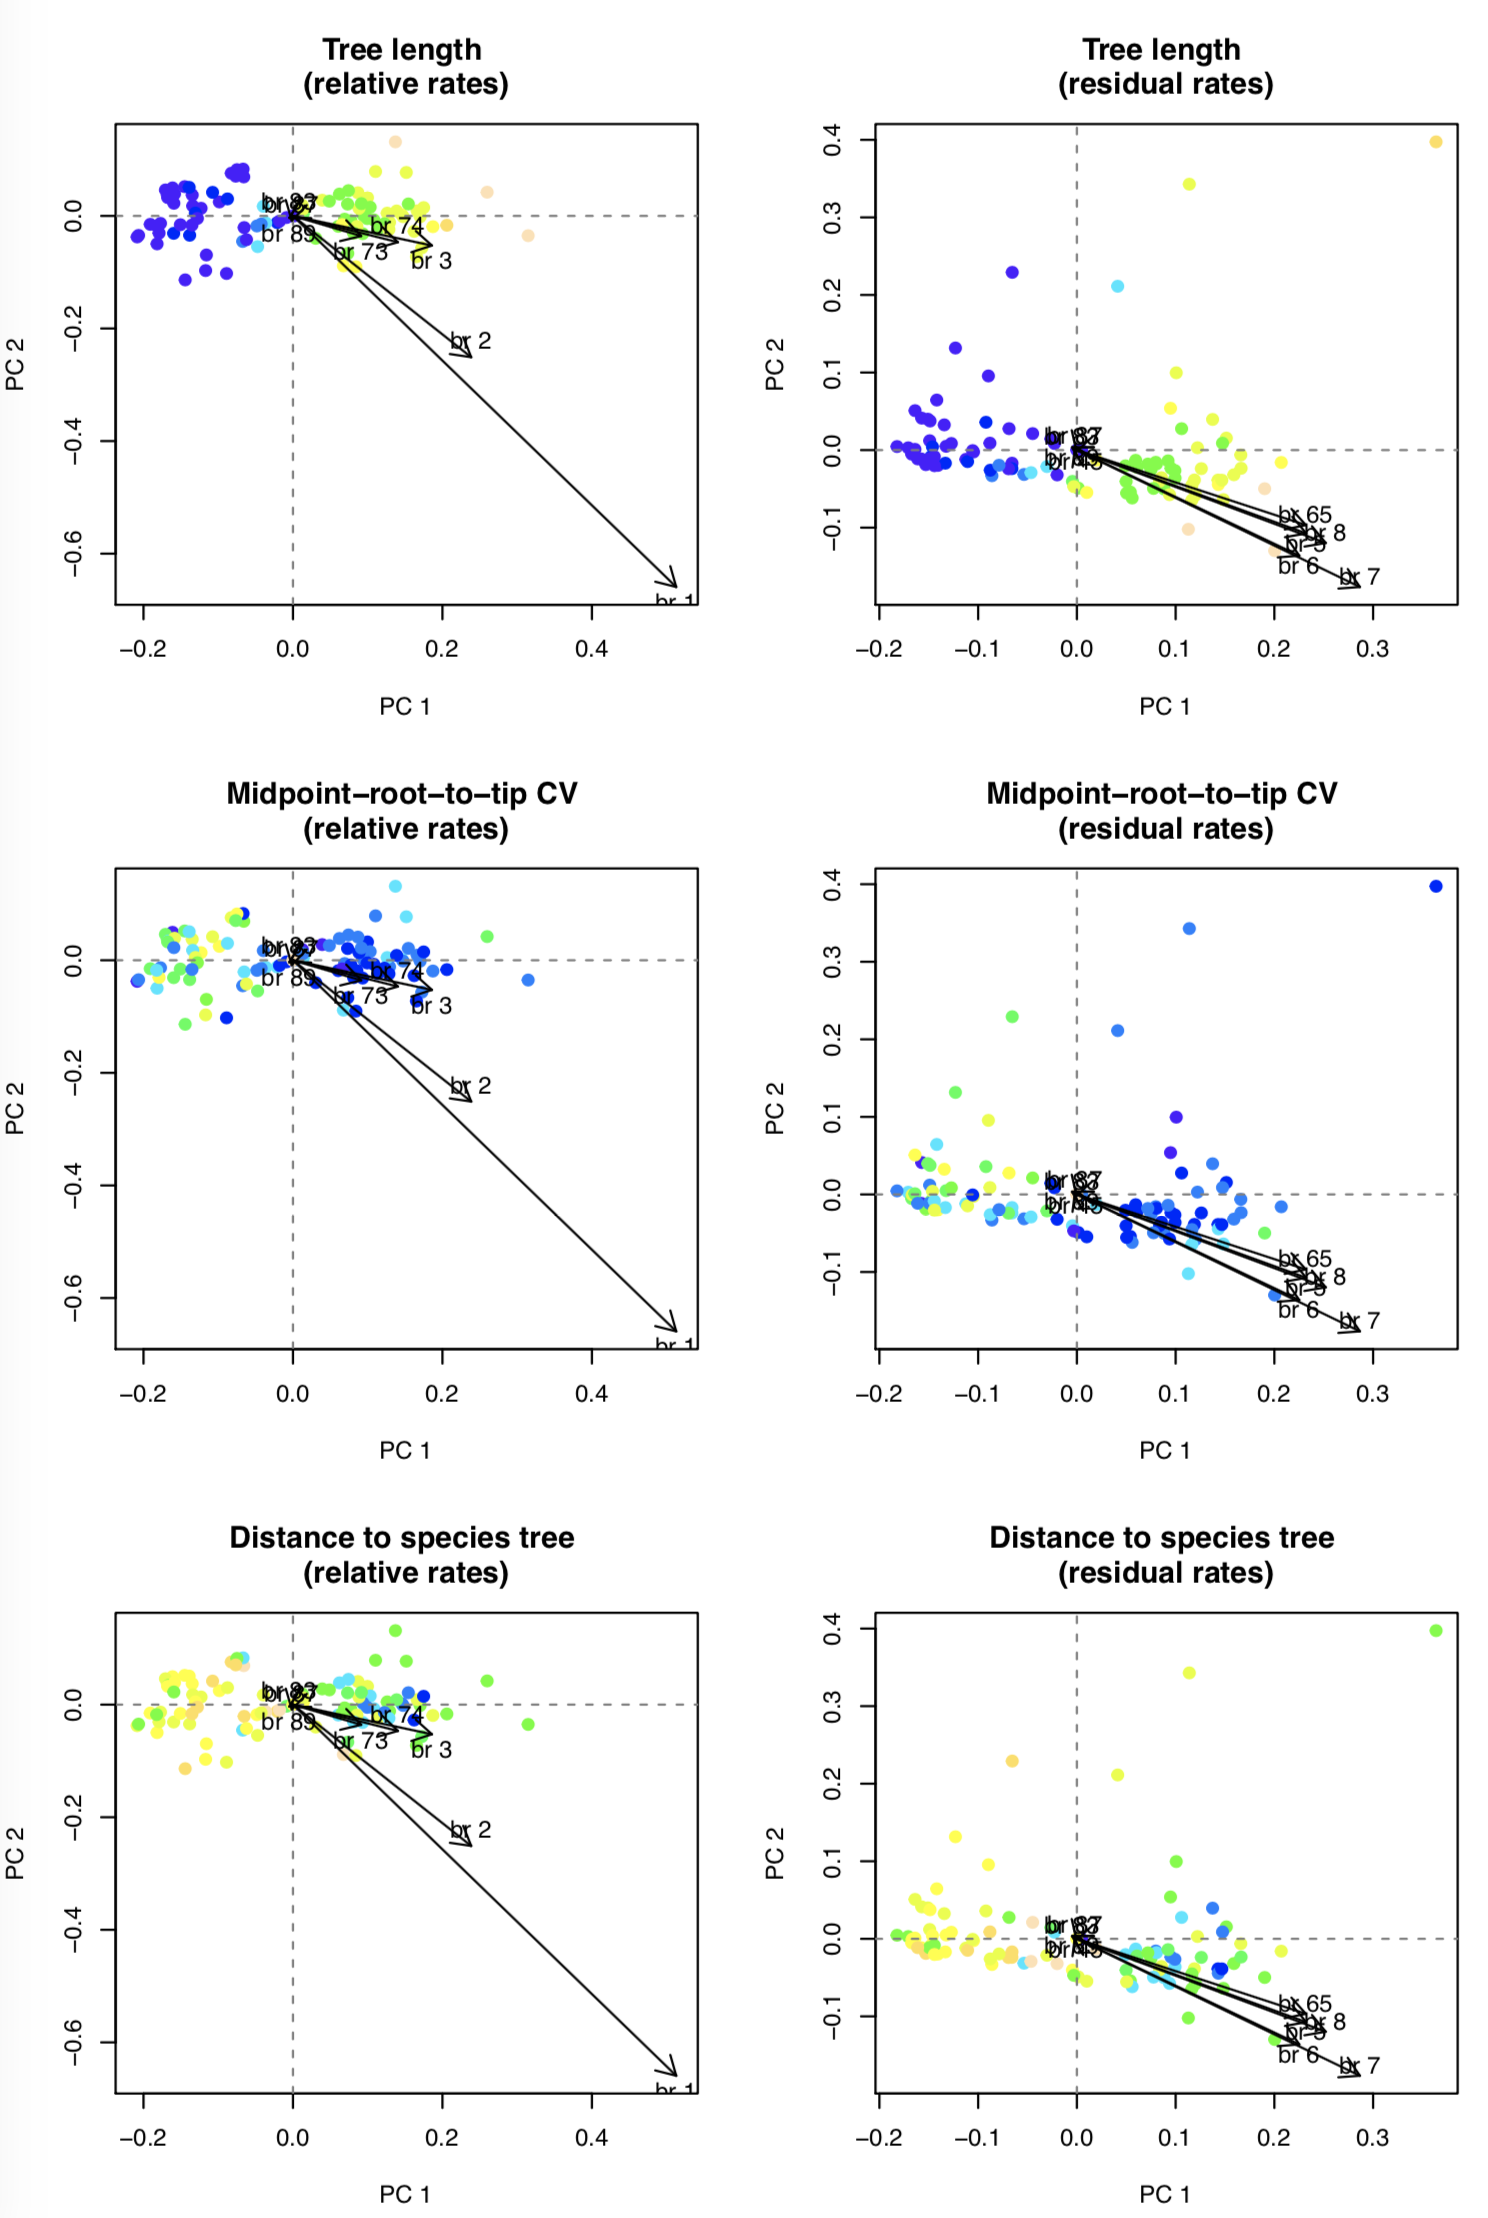 Tree length
(relative rates)
0.0
−0.2
−0.4
−0.6
PC 2
br 83
br 89
br 74
br 73
br 3
br 2
br 1
−0.2 0.0 0.2 0.4
PC 1
Tree length
(residual rates)
0.4
0.3
0.2
0.1
0.0
−0.1
PC 2
br 65
br 8
br 5
br 6
br 7
−0.2 −0.1 0.0 0.1 0.2 0.3
PC 1
Midpoint−root−to−tip CV
(relative rates)
0.0
−0.2
−0.4
−0.6
PC 2
br 83
br 89
br 74
br 73
br 3
br 2
br 1
−0.2 0.0 0.2 0.4
PC 1
Midpoint−root−to−tip CV
(residual rates)
0.4
0.3
0.2
0.1
0.0
−0.1
PC 2
br 65
br 8
br 5
br 6
br 7
−0.2 −0.1 0.0 0.1 0.2 0.3
PC 1
Distance to species tree
(relative rates)
0.0
−0.2
−0.4
−0.6
PC 2
br 83
br 89
br 74
br 73
br 3
br 2
br 1
−0.2 0.0 0.2 0.4
PC 1
Distance to species tree
(residual rates)
0.4
0.3
0.2
0.1
0.0
−0.1
PC 2
br 65
br 8
br 5
br 6
br 7
−0.2 −0.1 0.0 0.1 0.2 0.3
PC 1